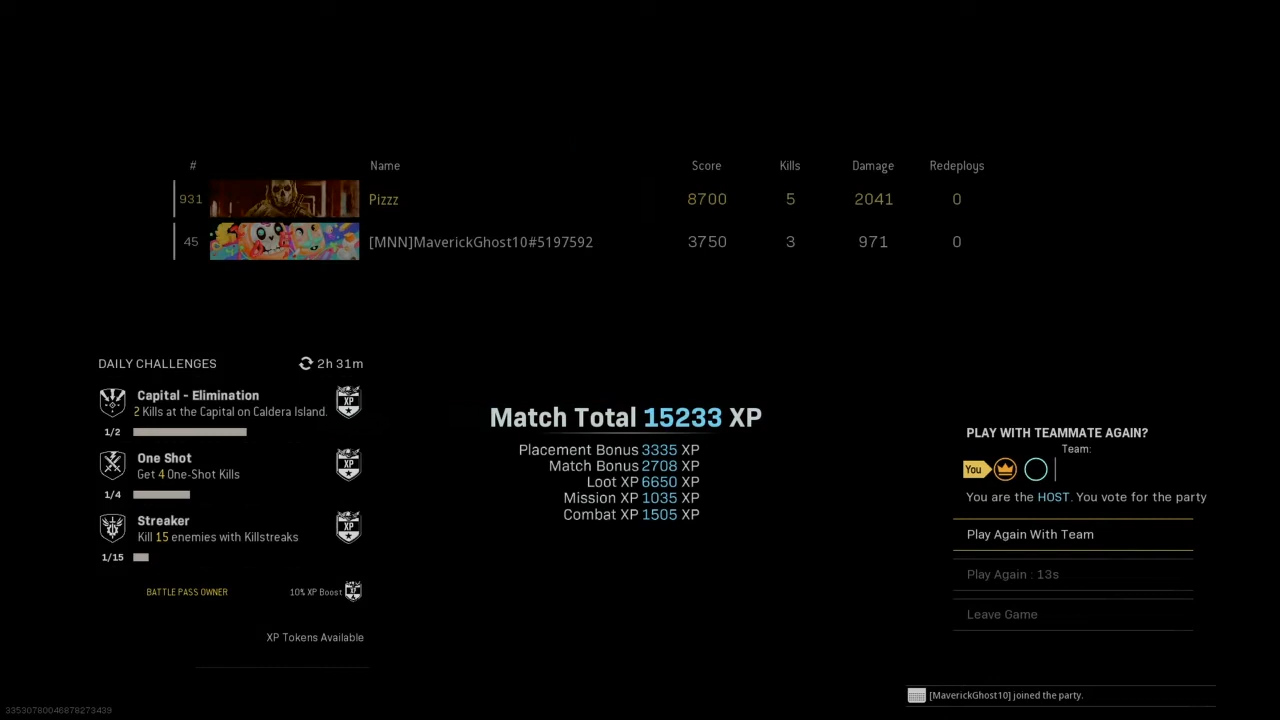 # Name Score Kills Damage Redeploys
931 Pizzz 8700 5 2041 0
45 [MNN]MaverickGhost10#5197592 3750 3 971 0
DAILY CHALLENGES 2h 31m
Capital - Elimination
2 Kills at the Capital on Caldera Island.
XP
1/2
One Shot
Get 4 One-Shot Kills
XP
1/4
Streaker
Kill 15 enemies with Killstreaks
XP
1/15
BATTLE PASS OWNER 10% XP Boost
XP Tokens Available
Match Total 15233 XP
Placement Bonus 3335 XP
Match Bonus 2708 XP
Loot XP 6650 XP
Mission XP 1035 XP
Combat XP 1505 XP
PLAY WITH TEAMMATE AGAIN?
Team:
You
You are the HOST. You vote for the party
Play Again With Team
Play Again : 13s
Leave Game
[MaverickGhost10] joined the party.
33530780046878273439